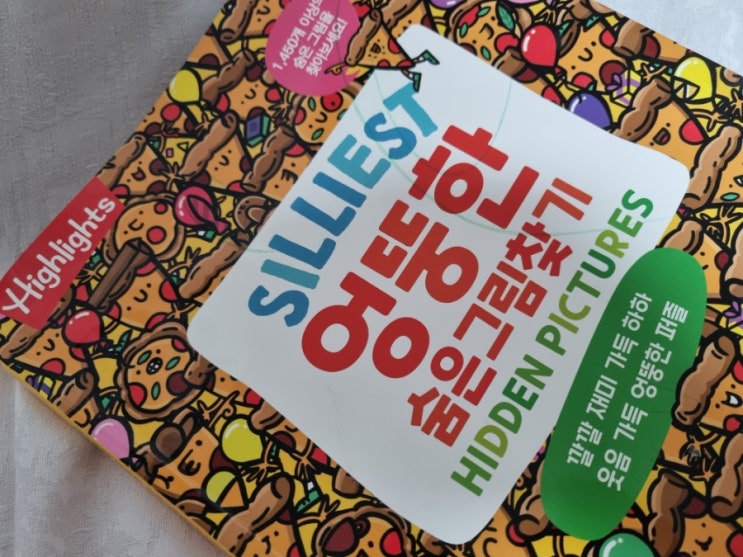 1,450개 이상의
숨은 그림을
찾아보세요!
Highlights
SILLIEST
엉뚱한
숨은그림찾기
HIDDEN PICTURES
깔깔 재미 가득 하하
웃음 가득 엉뚱한 퍼즐